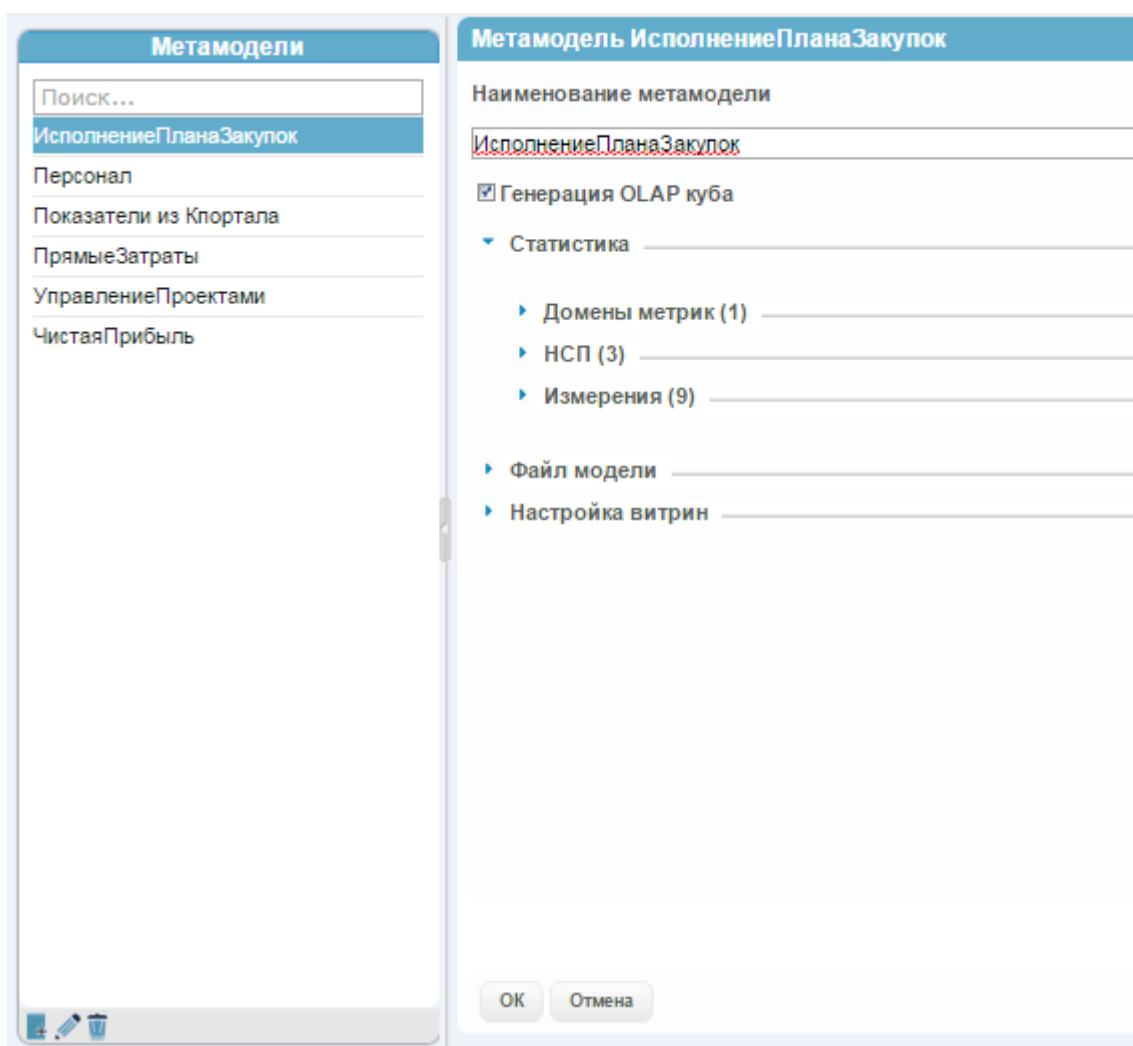 Метамодели
Поиск...
ИсполнениеПланаЗакупок
Персонал
Показатели из Кпортала
ПрямыеЗатраты
УправлениеПроектами
ЧистаяПрибыль
Метамодель ИсполнениеПланаЗакупок
Наименование метамодели
ИсполнениеПланаЗакупок
Генерация OLAP куба
Статистика
Домены метрик (1)
НСП (3)
Измерения (9)
Файл модели
Настройка витрин
ОК
Отмена